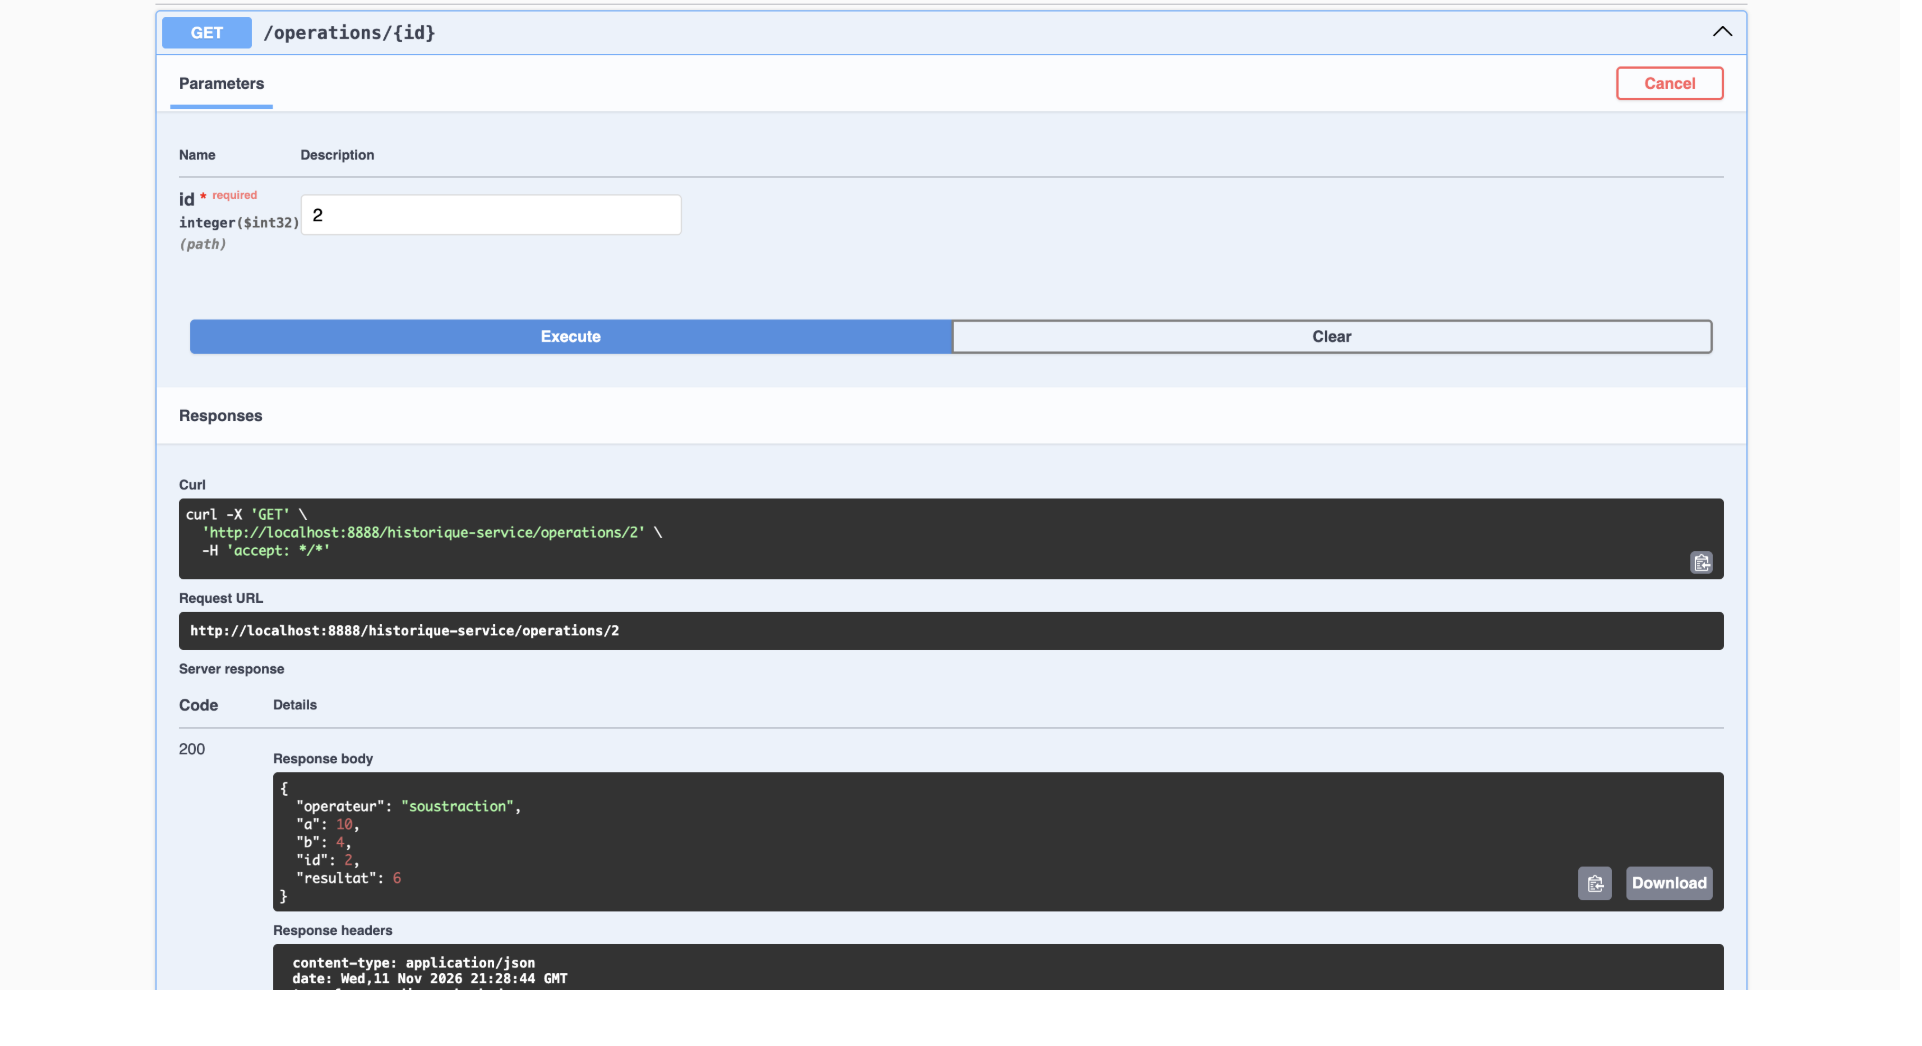 GET /operations/{id}
Parameters
Cancel
Name Description
id * required
integer($int32)
(path)
2
Execute
Clear
Responses
Curl
curl -X 'GET' \
  'http://localhost:8888/historique-service/operations/2' \
  -H 'accept: */*'
Request URL
http://localhost:8888/historique-service/operations/2
Server response
Code Details
200
Response body
{
  "operateur": "soustraction",
  "a": 10,
  "b": 4,
  "id": 2,
  "resultat": 6
}
Download
Response headers
content-type: application/json
date: Wed,11 Nov 2026 21:28:44 GMT